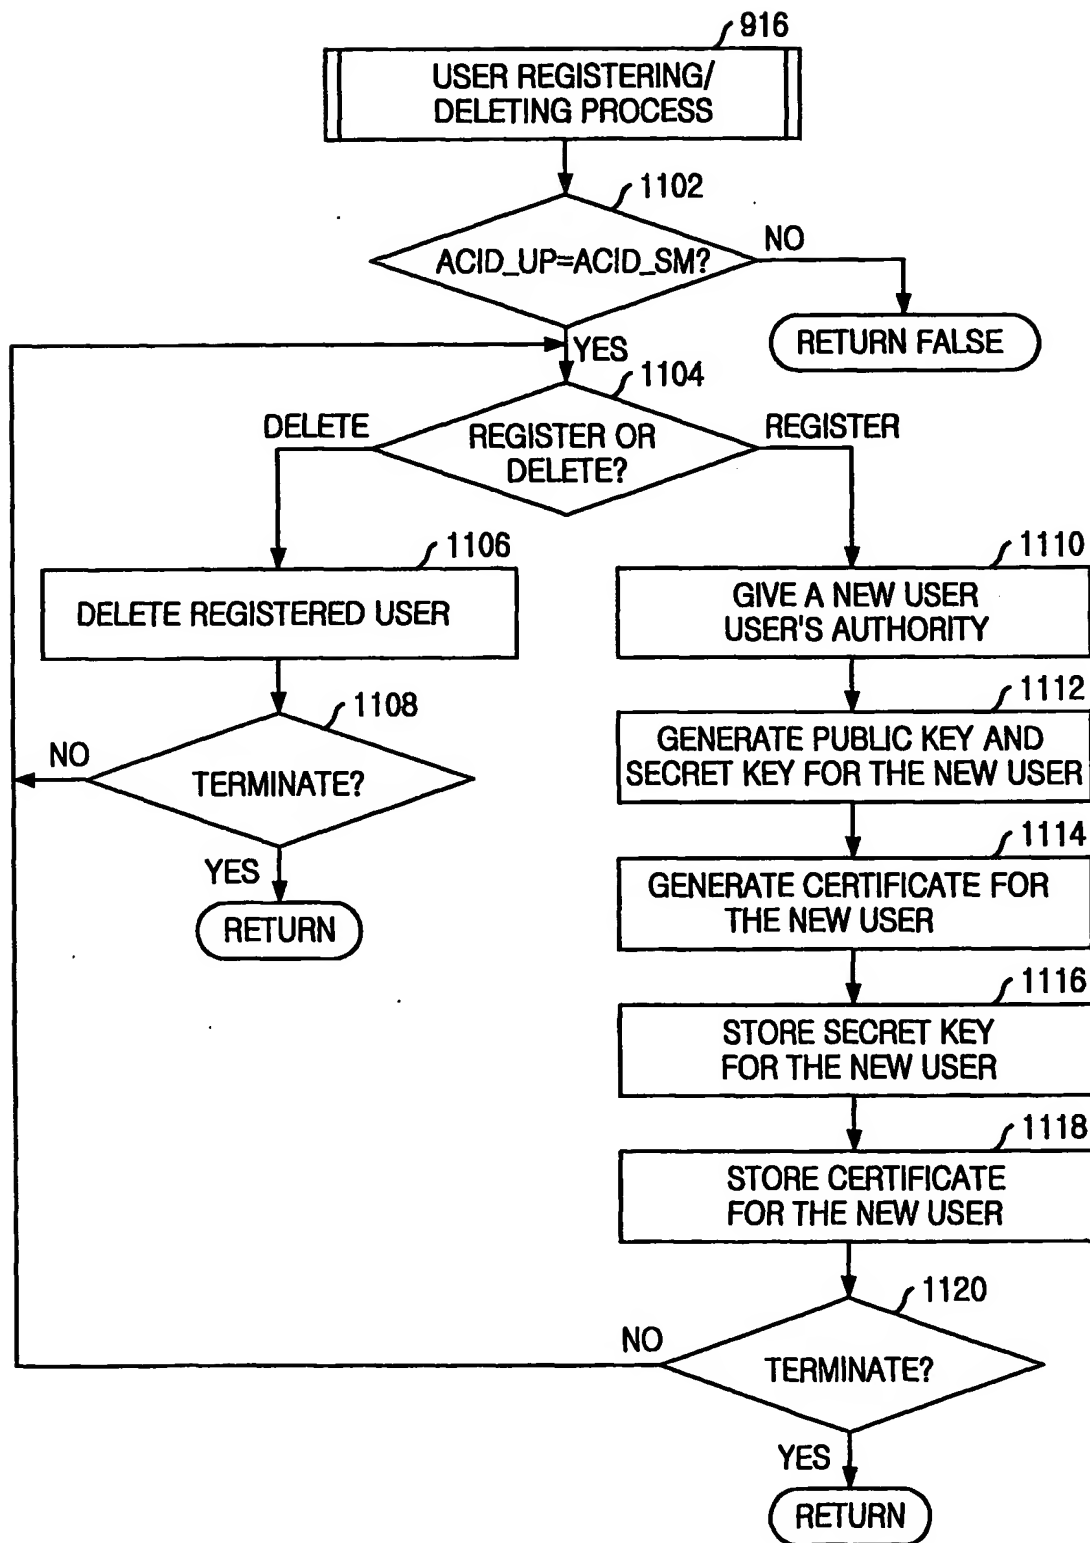 916
USER REGISTERING/
DELETING PROCESS
1102
ACID_UP=ACID_SM?
NO
RETURN FALSE
YES
1104
DELETE
REGISTER OR
DELETE?
REGISTER
1106
DELETE REGISTERED USER
1108
NO
TERMINATE?
YES
RETURN
1110
GIVE A NEW USER
USER'S AUTHORITY
1112
GENERATE PUBLIC KEY AND
SECRET KEY FOR THE NEW USER
1114
GENERATE CERTIFICATE FOR
THE NEW USER
1116
STORE SECRET KEY
FOR THE NEW USER
1118
STORE CERTIFICATE
FOR THE NEW USER
1120
NO
TERMINATE?
YES
RETURN